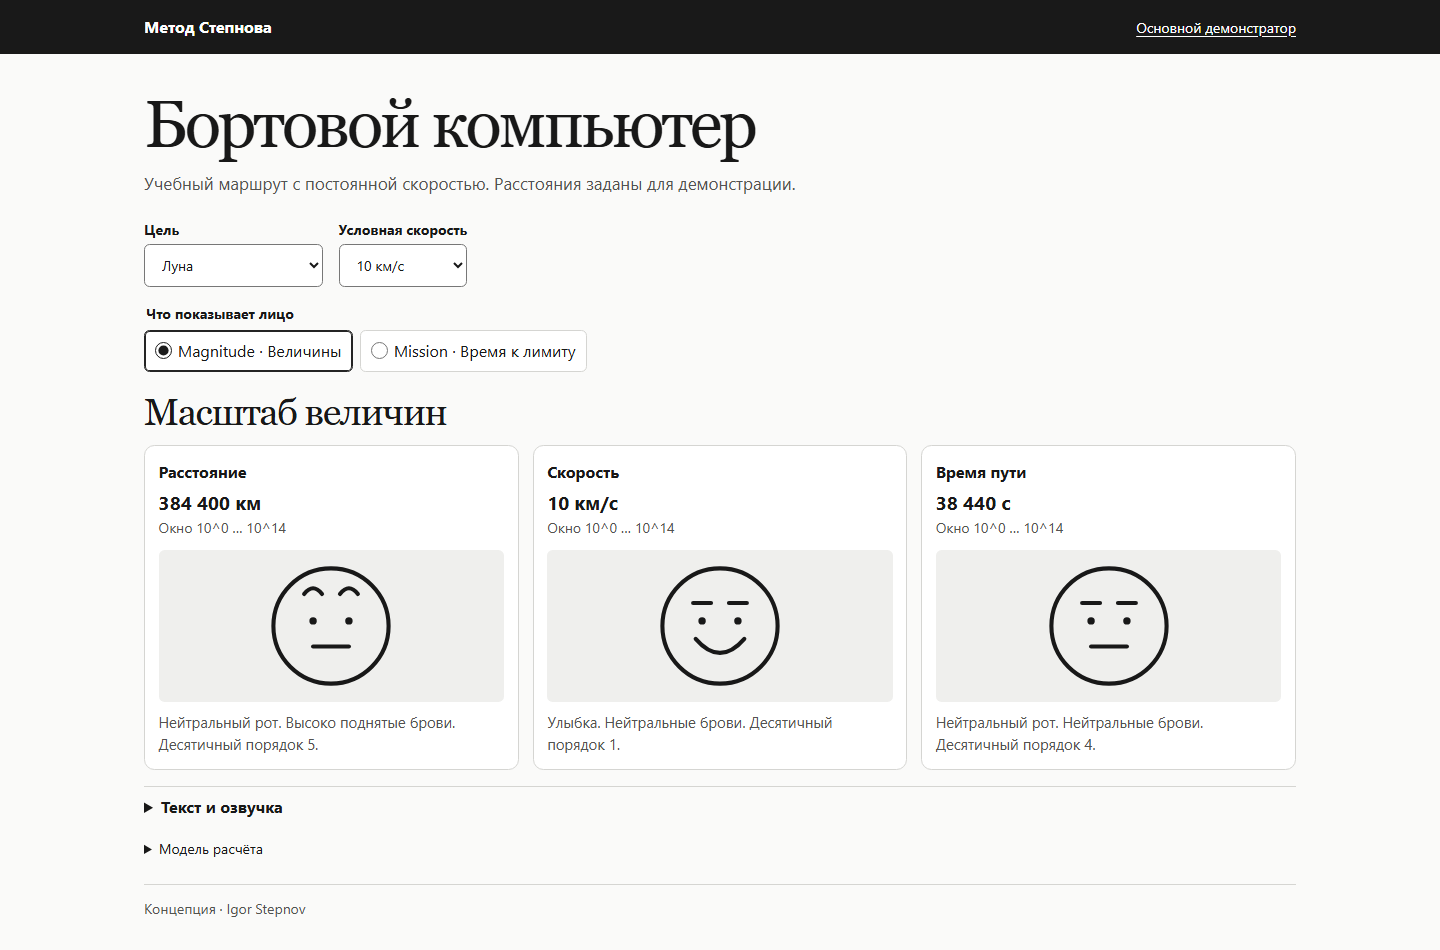 Метод Степнова
Основной демонстратор
Бортовой компьютер
Учебный маршрут с постоянной скоростью. Расстояния заданы для демонстрации.
Цель
Условная скорость
Луна
10 км/с
Что показывает лицо
Magnitude · Величины
Mission · Время к лимиту
Масштаб величин
Расстояние
384 400 км
Окно 10^0 … 10^14
Нейтральный рот. Высоко поднятые брови.
Десятичный порядок 5.
Скорость
10 км/с
Окно 10^0 … 10^14
Улыбка. Нейтральные брови. Десятичный
порядок 1.
Время пути
38 440 с
Окно 10^0 … 10^14
Нейтральный рот. Нейтральные брови.
Десятичный порядок 4.
Текст и озвучка
Модель расчёта
Концепция · Igor Stepnov